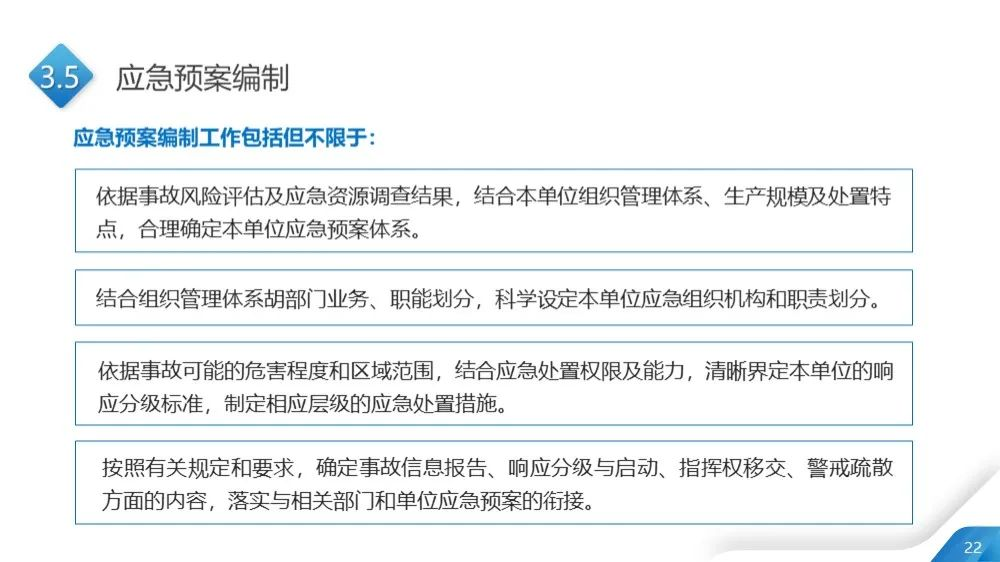 3.5
应急预案编制
应急预案编制工作包括但不限于：
依据事故风险评估及应急资源调查结果，结合本单位组织管理体系、生产规模及处置特
点，合理确定本单位应急预案体系。
结合组织管理体系胡部门业务、职能划分，科学设定本单位应急组织机构和职责划分。
依据事故可能的危害程度和区域范围，结合应急处置权限及能力，清晰界定本单位的响
应分级标准，制定相应层级的应急处置措施。
按照有关规定和要求，确定事故信息报告、响应分级与启动、指挥权移交、警戒疏散
方面的内容，落实与相关部门和单位应急预案的衔接。
22